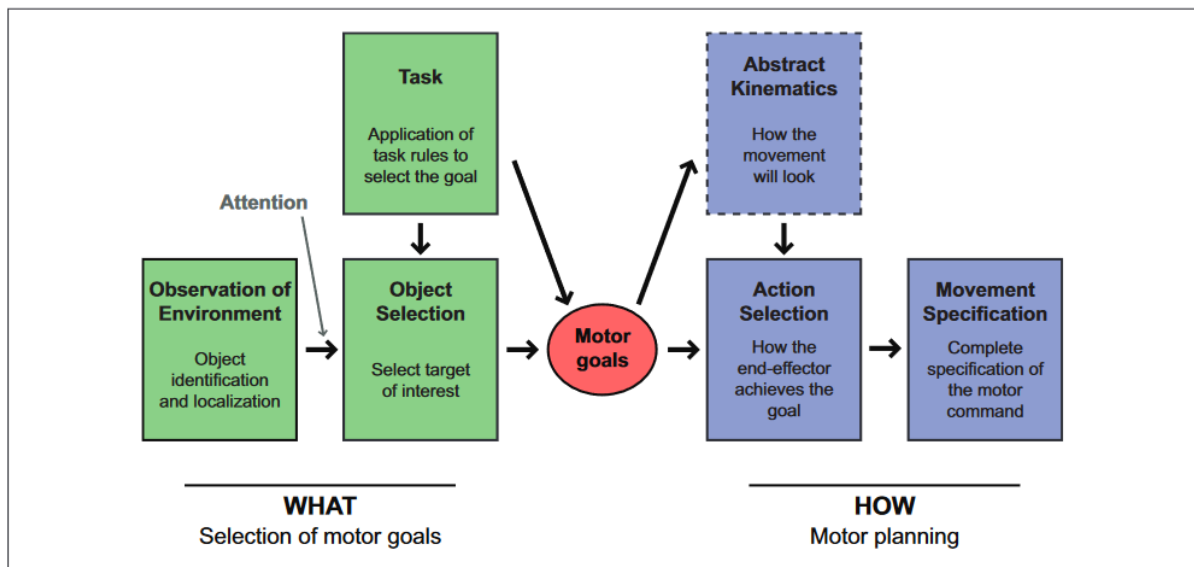 Task
Application of
task rules to
select the goal
Abstract
Kinematics
How the
movement
will look
Attention
Observation of
Environment
Object
identification
and localization
Object
Selection
Select target
of interest
Motor
goals
Action
Selection
How the
end-effector
achieves the
goal
Movement
Specification
Complete
specification of
the motor
command
WHAT
Selection of motor goals
HOW
Motor planning